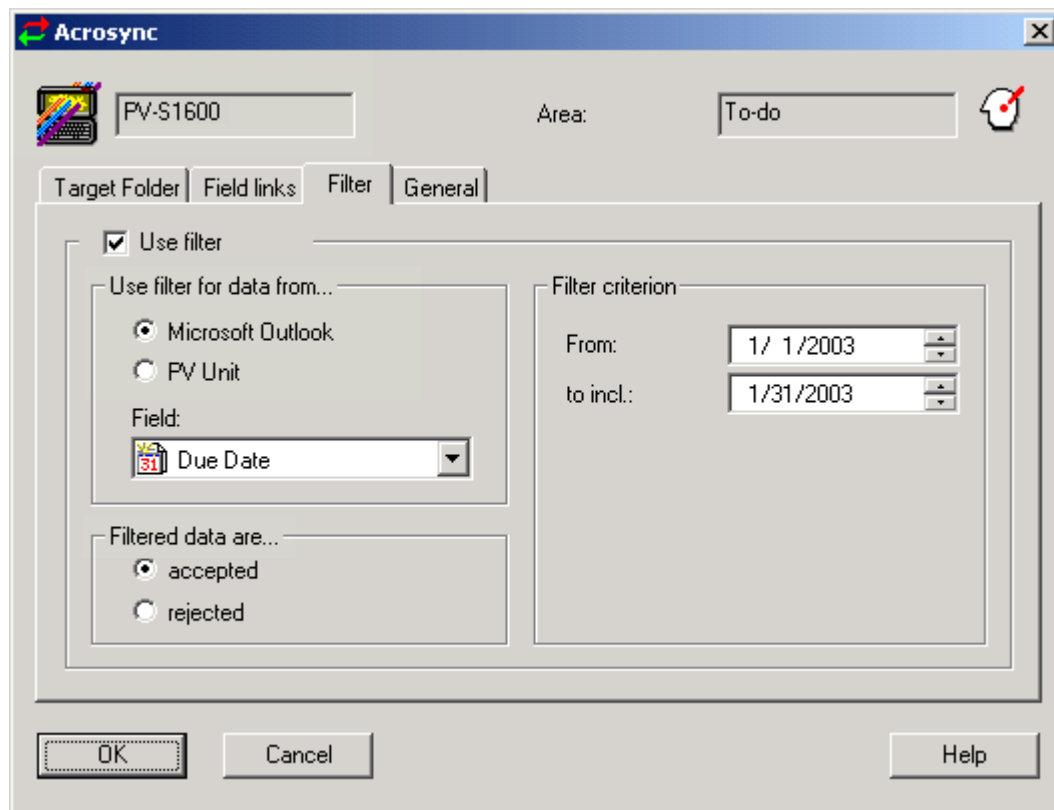 Acrosync
PV-S1600 Area: To-do
Target Folder Field links Filter General
Use filter
Use filter for data from...
Microsoft Outlook
PV Unit
Field:
31 Due Date
Filtered data are...
accepted
rejected
Filter criterion
From: 1/ 1/2003
to incl.: 1/31/2003
OK Cancel Help